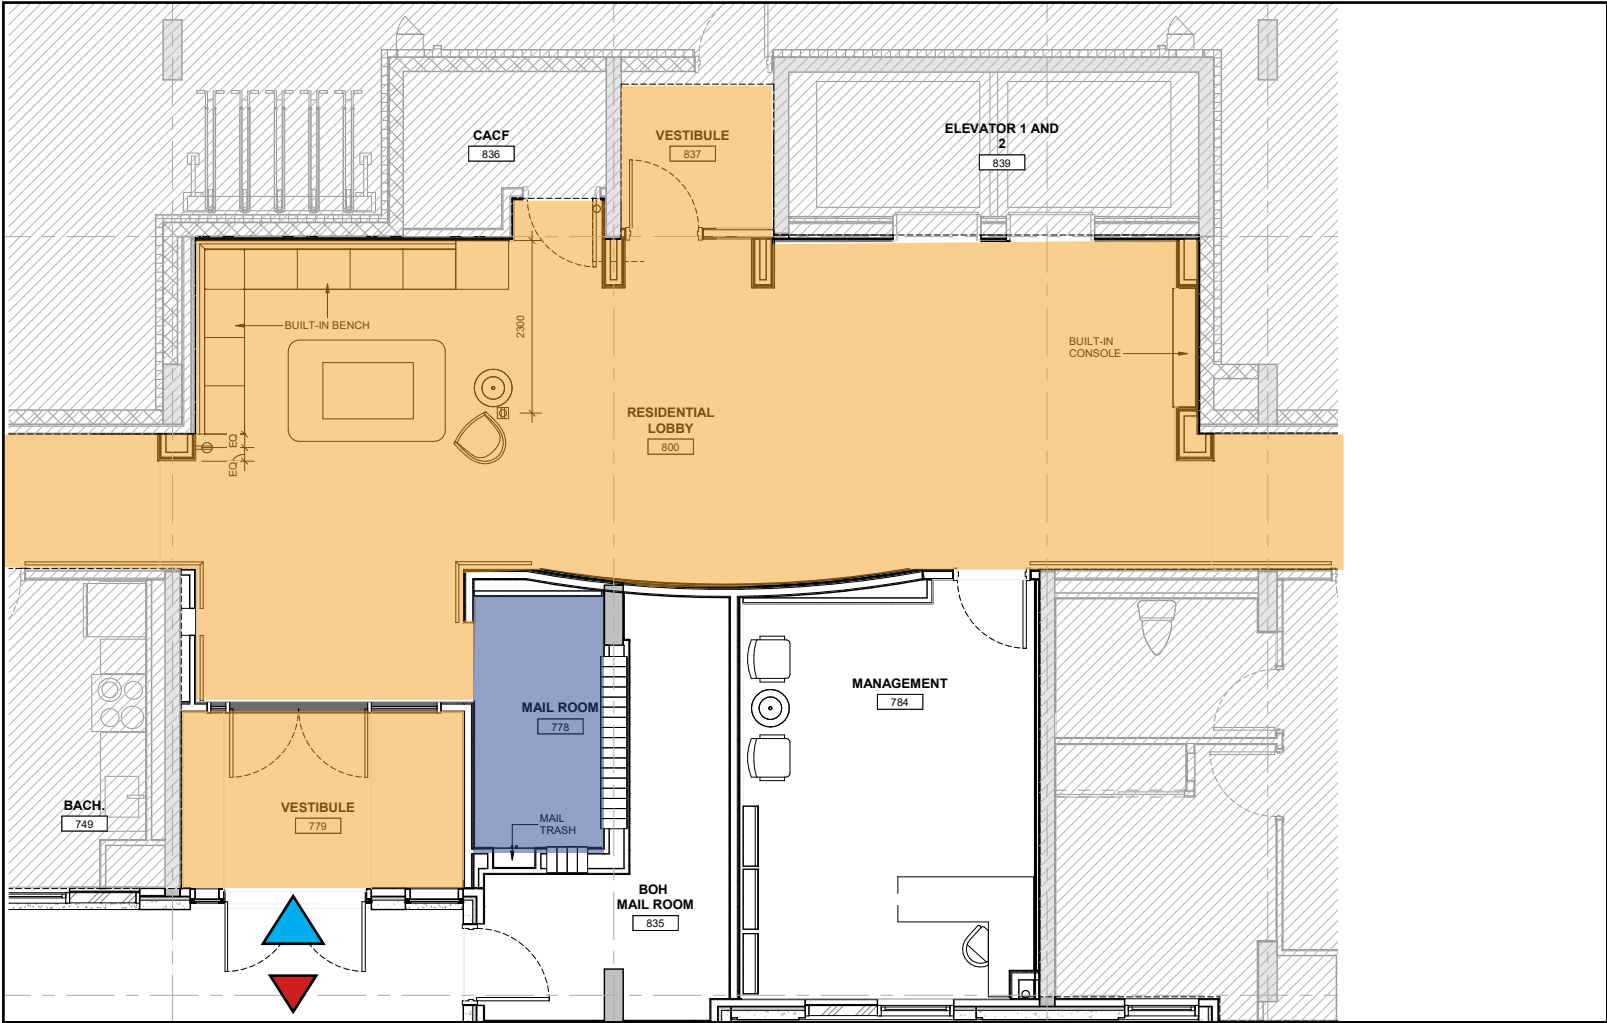 CACF
836
VESTIBULE
837
ELEVATOR 1 AND
2
839
BUILT-IN BENCH
2300
BUILT-IN
CONSOLE
RESIDENTIAL
LOBBY
800
EQ
EQ
MAIL ROOM
778
MANAGEMENT
784
BACH.
749
VESTIBULE
779
MAIL
TRASH
BOH
MAIL ROOM
835